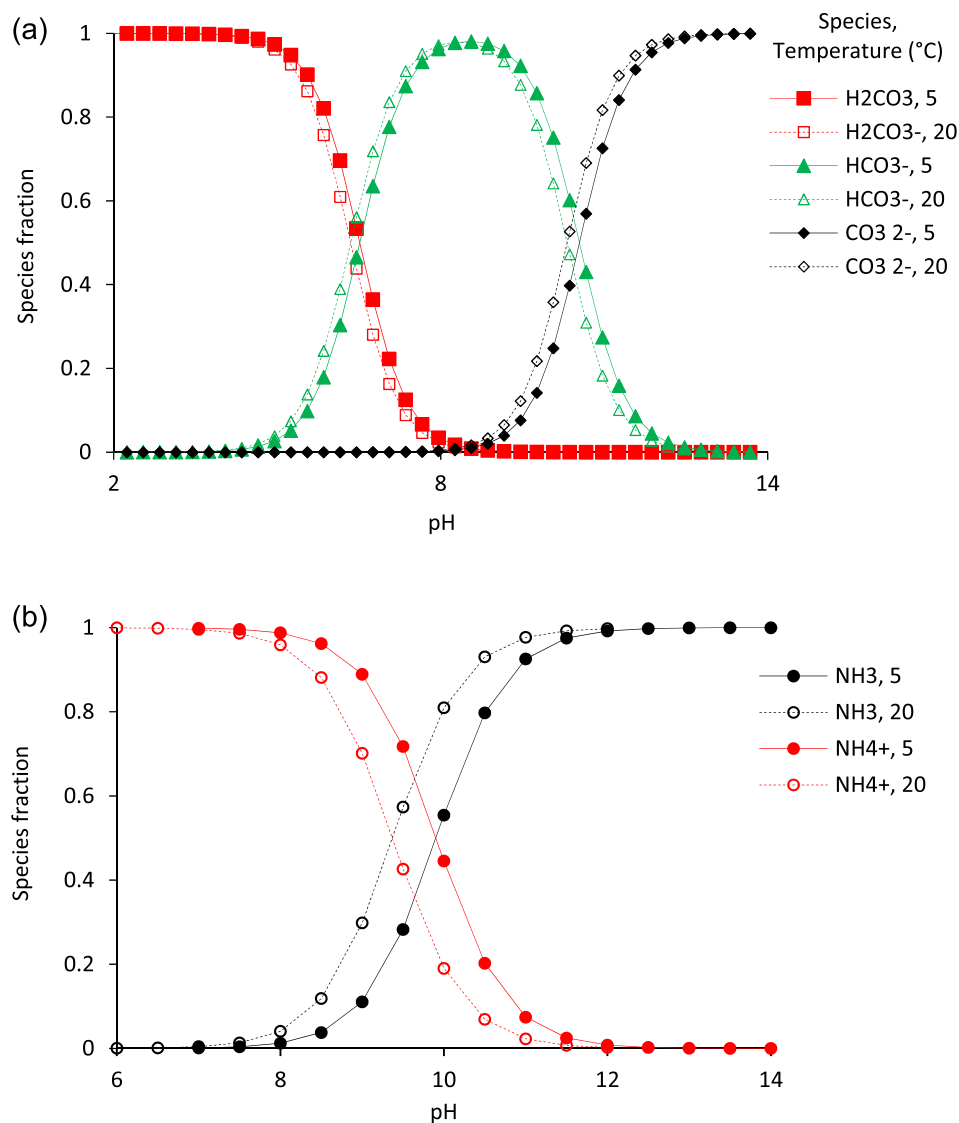 (a)
Species fraction
1
0.8
0.6
0.4
0.2
0
2
8
14
pH
Species,
Temperature (°C)
H2CO3, 5
H2CO3-, 20
HCO3-, 5
HCO3-, 20
CO3 2-, 5
CO3 2-, 20
(b)
Species fraction
1
0.8
0.6
0.4
0.2
0
6
8
10
12
14
pH
NH3, 5
NH3, 20
NH4+, 5
NH4+, 20